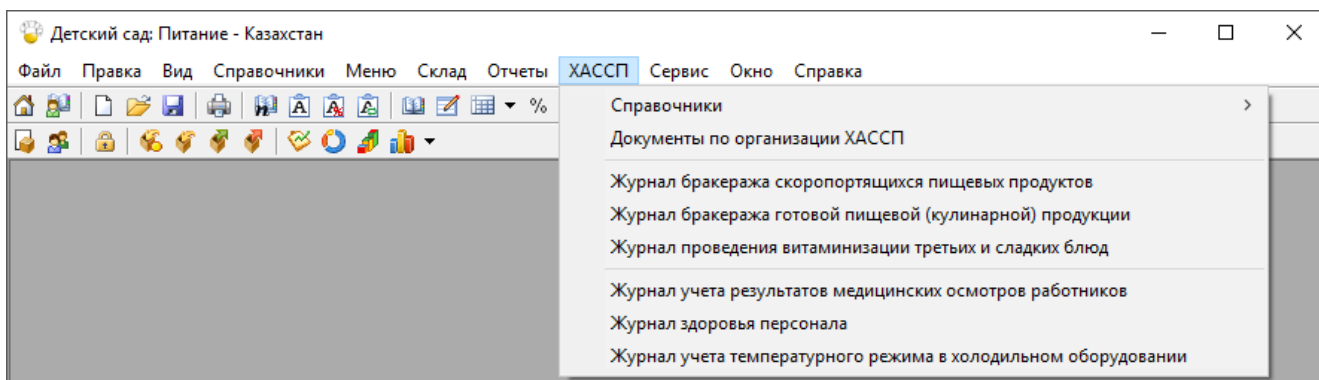 Детский сад: Питание - Казахстан
Файл Правка Вид Справочники Меню Склад Отчеты ХАССП Сервис Окно Справка
%
Справочники
Документы по организации ХАССП
Журнал бракеража скоропортящихся пищевых продуктов
Журнал бракеража готовой пищевой (кулинарной) продукции
Журнал проведения витаминизации третьих и сладких блюд
Журнал учета результатов медицинских осмотров работников
Журнал здоровья персонала
Журнал учета температурного режима в холодильном оборудовании